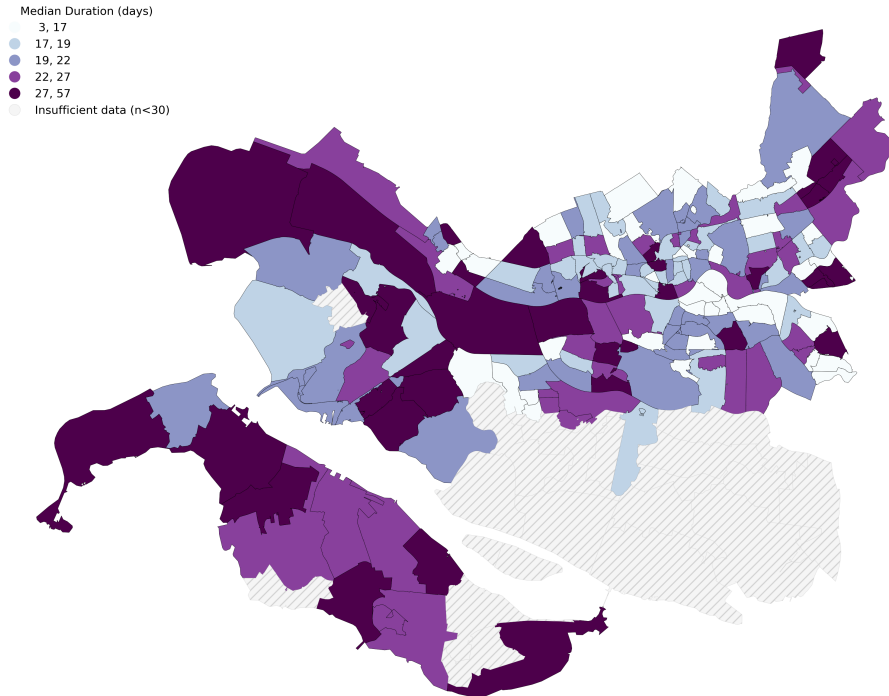 Median Duration (days)
3, 17
17, 19
19, 22
22, 27
27, 57
Insufficient data (n<30)